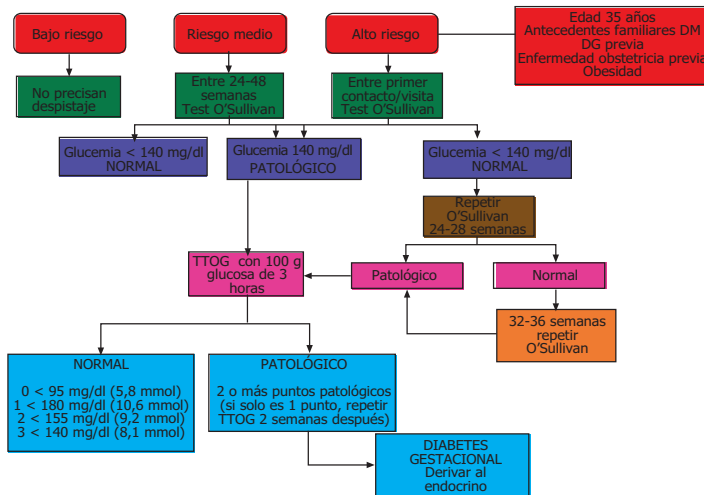 Bajo riesgo
Riesgo medio
Alto riesgo
Edad 35 años
Antecedentes familiares DM
DG previa
Enfermedad obstetricia previa
Obesidad
No precisan
despistaje
Entre 24-48
semanas
Test O’Sullivan
Entre primer
contacto/visita
Test O’Sullivan
Glucemia < 140 mg/dl
NORMAL
Glucemia 140 mg/dl
PATOLÓGICO
Glucemia < 140 mg/dl
NORMAL
Repetir
O’Sullivan
24-28 semanas
TTOG con 100 g
glucosa de 3
horas
Patológico
Normal
32-36 semanas
repetir
O’Sullivan
NORMAL
0 < 95 mg/dl (5,8 mmol)
1 < 180 mg/dl (10,6 mmol)
2 < 155 mg/dl (9,2 mmol)
3 < 140 mg/dl (8,1 mmol)
PATOLÓGICO
2 o más puntos patológicos
(si solo es 1 punto, repetir
TTOG 2 semanas después)
DIABETES
GESTACIONAL
Derivar al
endocrino